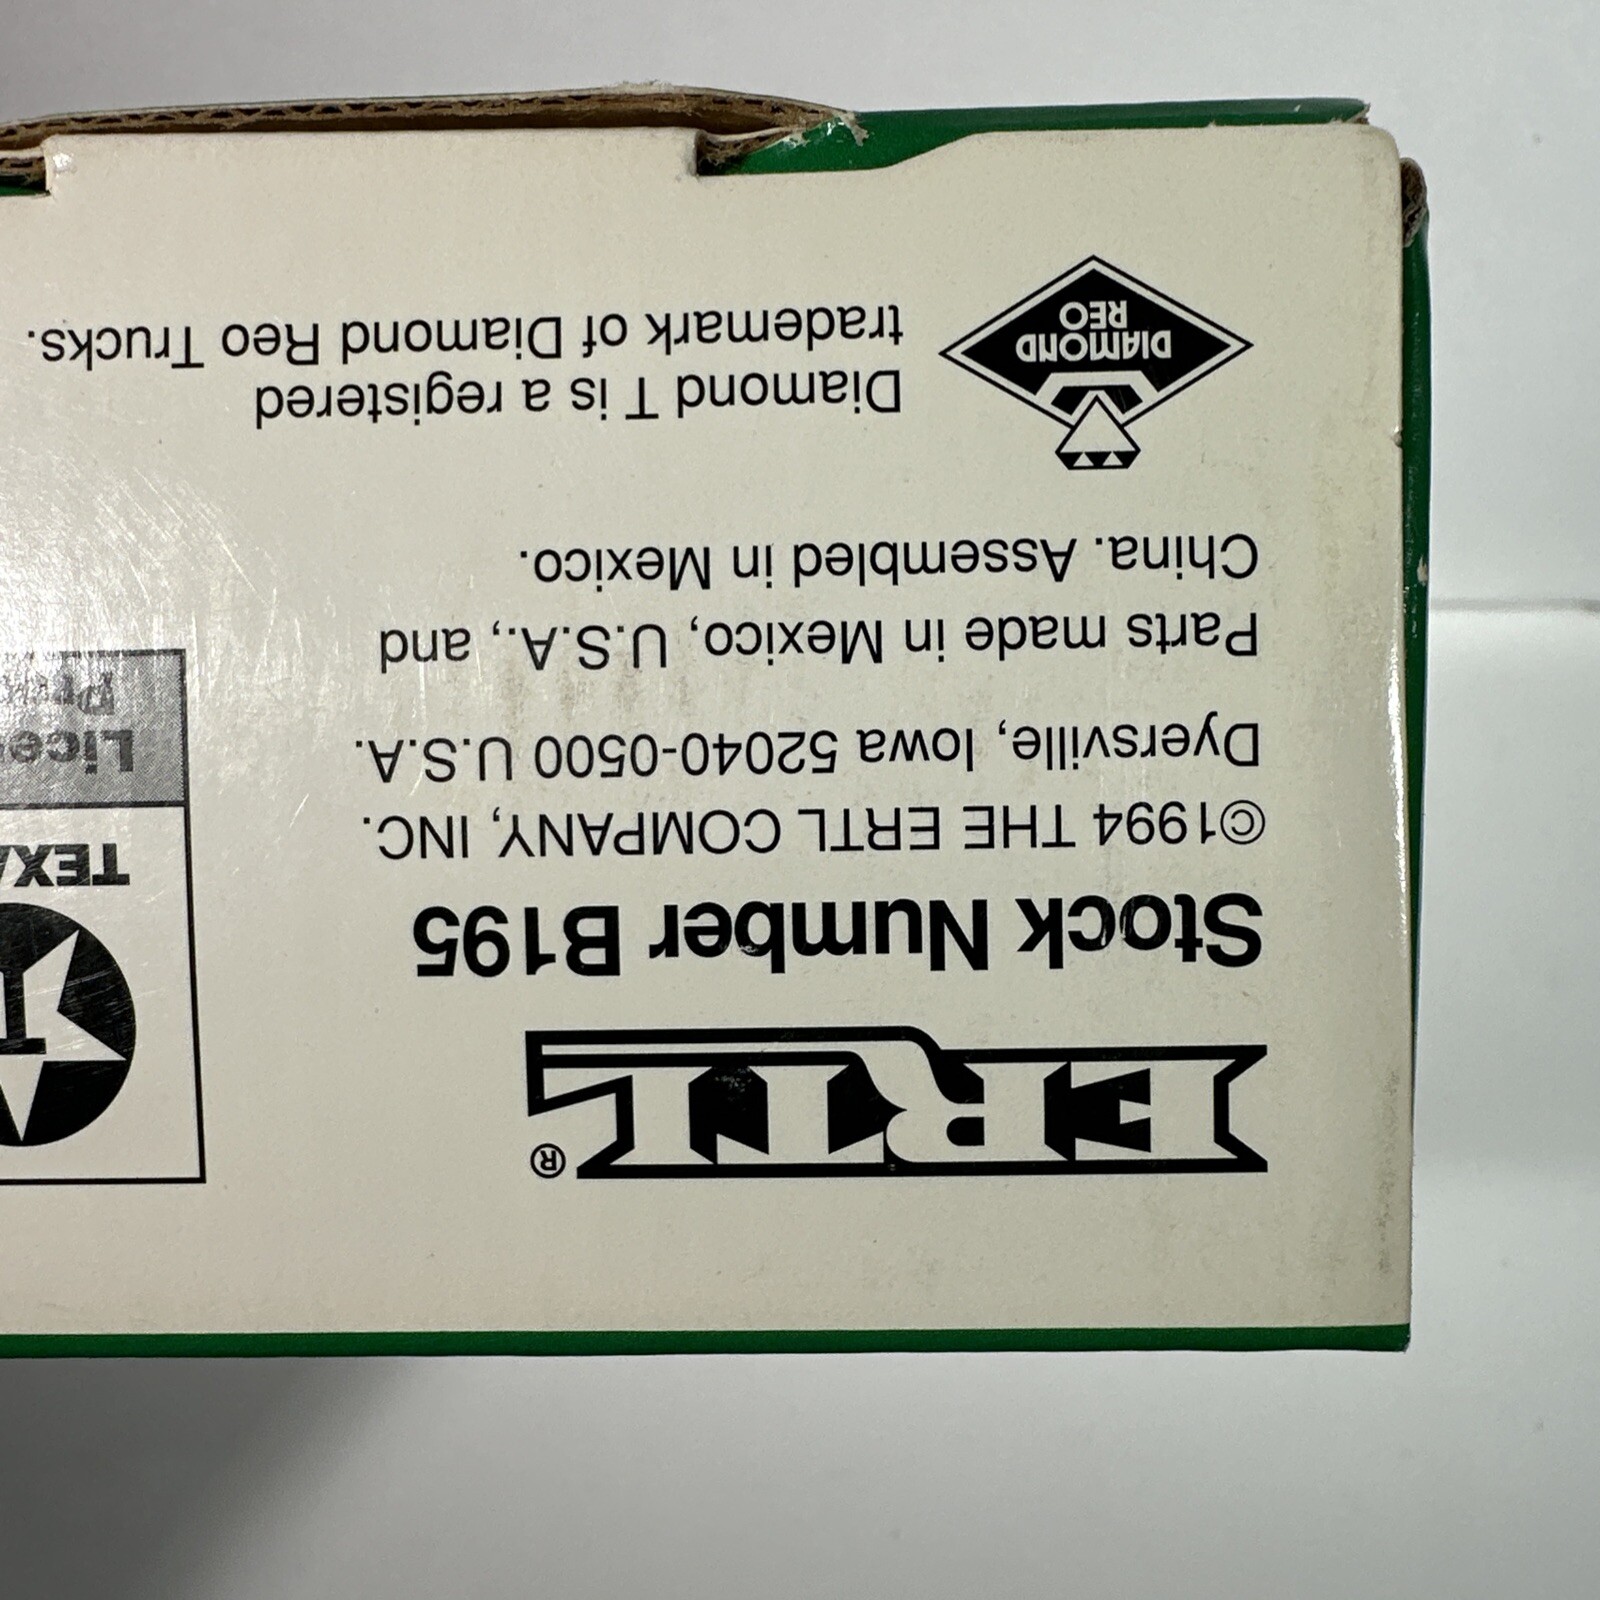 ERTL®
Stock Number B195
©1994 THE ERTL COMPANY, INC.
Dyersville, Iowa 52040-0500 U.S.A.
Parts made in Mexico, U.S.A., and
China. Assembled in Mexico.
DIAMOND
REO
Diamond T is a registered
trademark of Diamond Reo Trucks.
T
TEXA
Lice